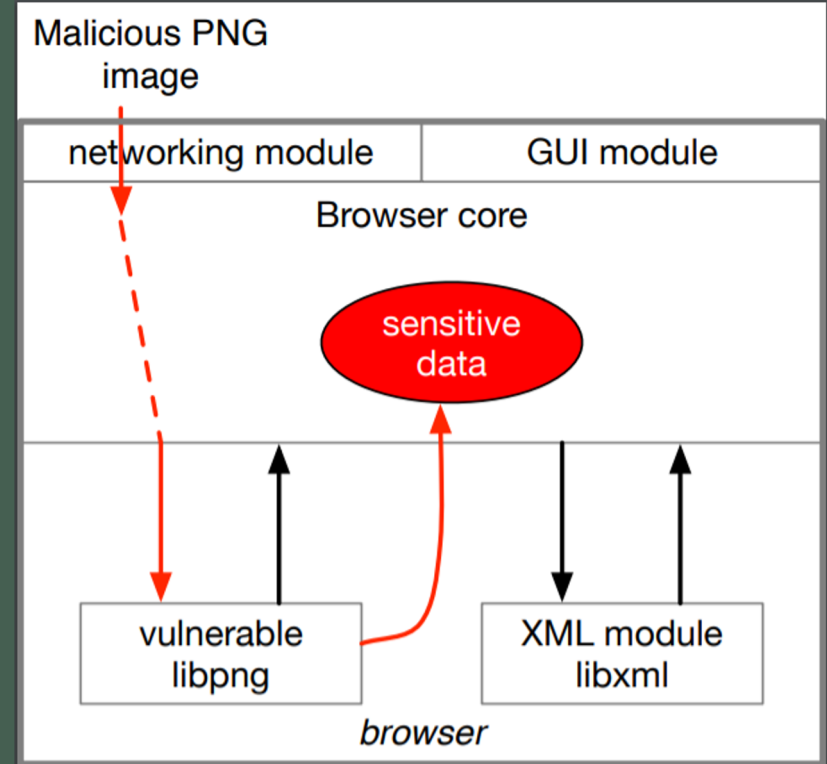 Malicious PNG
image
networking module
GUI module
Browser core
sensitive
data
vulnerable
libpng
XML module
libxml
browser